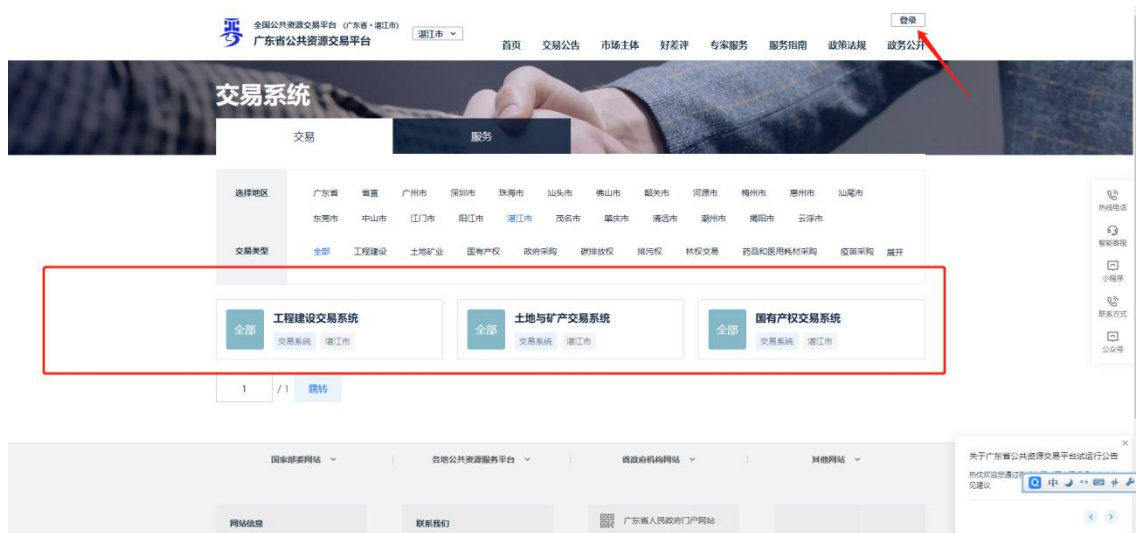 全国公共资源交易平台 (广东省·湛江市)
广东省公共资源交易平台
湛江市
登录
首页 交易公告 市场主体 好差评 专家服务 服务指南 政策法规 政务公开
交易系统
交易 服务
选择地区 广东省 省直 广州市 深圳市 珠海市 汕头市 佛山市 韶关市 河源市 梅州市 惠州市 汕尾市
东莞市 中山市 江门市 阳江市 湛江市 茂名市 肇庆市 清远市 潮州市 揭阳市 云浮市
交易类型 全部 工程建设 土地矿业 国有产权 政府采购 碳排放权 排污权 林权交易 药品和医用耗材采购 疫苗采购 展开
全部 工程建设交易系统
交易系统 湛江市
全部 土地与矿产交易系统
交易系统 湛江市
全部 国有产权交易系统
交易系统 湛江市
1 / 1 跳转
热线电话
智能客服
小程序
联系方式
公众号
国家部委网站 各地公共资源服务平台 省政府机构网站 其他网站
关于广东省公共资源交易平台试运行公告
热忱欢迎您通过
见建议
中
网站信息 联系我们 广东省人民政府门户网站